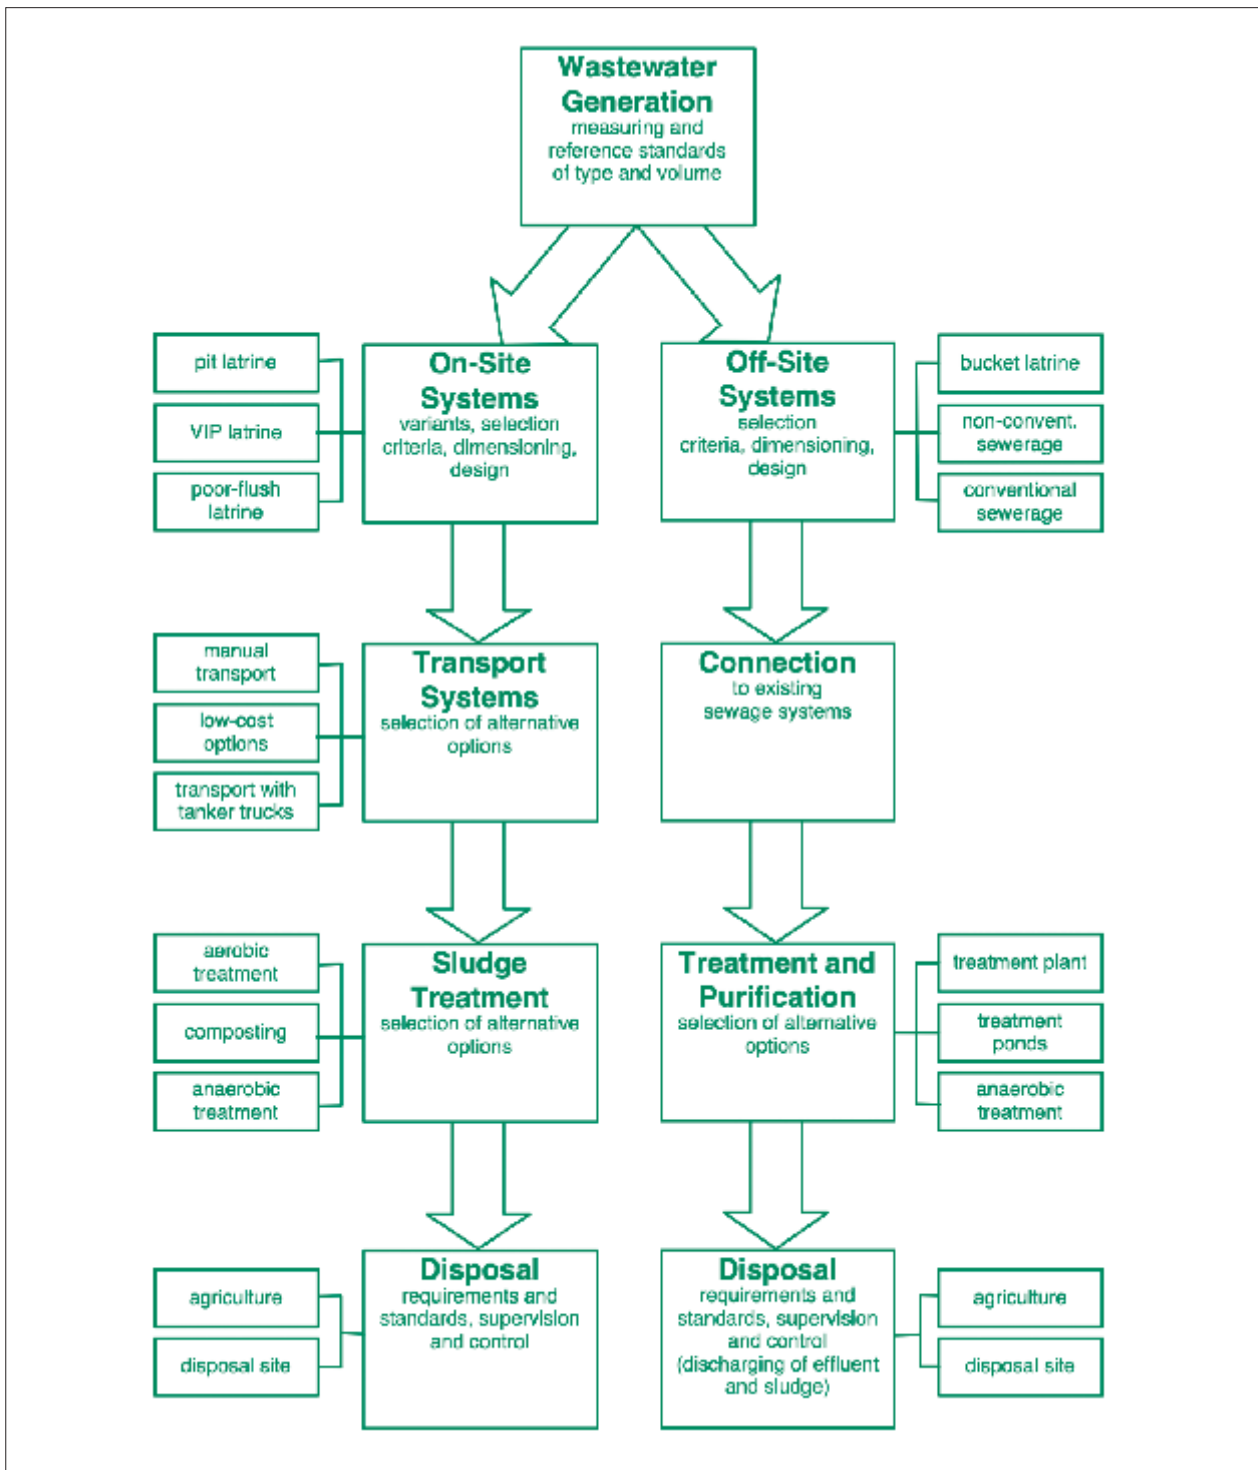 Wastewater
Generation
measuring and
reference standards
of type and volume
pit latrine
VIP latrine
poor-flush
latrine
On-Site
Systems
variants, selection
criteria, dimensioning,
design
Off-Site
Systems
selection
criteria, dimensioning,
design
bucket latrine
non-convent.
sewerage
conventional
sewerage
manual
transport
low-cost
options
transport with
tanker trucks
Transport
Systems
selection of alternative
options
Connection
to existing
sewage systems
aerobic
treatment
composting
anaerobic
treatment
Sludge
Treatment
selection of alternative
options
Treatment and
Purification
selection of alternative
options
treatment plant
treatment
ponds
anaerobic
treatment
agriculture
disposal site
Disposal
requirements and
standards, supervision
and control
Disposal
requirements and
standards, supervision
and control
(discharging of effluent
and sludge)
agriculture
disposal site